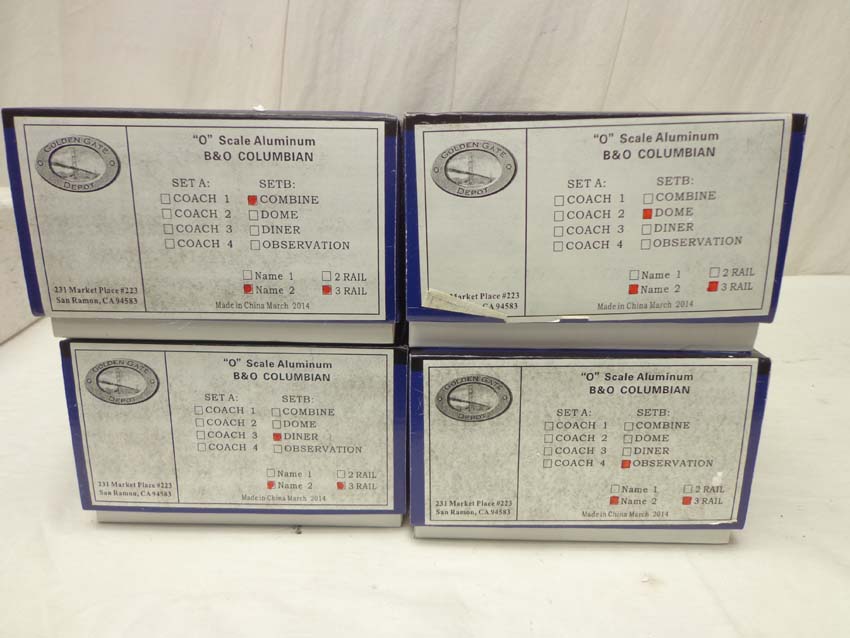 GOLDEN GATE
DEPOT
231 Market Place #223
San Ramon, CA 94583
"O" Scale Aluminum
B&O COLUMBIAN
SET A: SETB:
COACH 1 COMBINE
COACH 2 DOME
COACH 3 DINER
COACH 4 OBSERVATION
Name 1 2 RAIL
Name 2 3 RAIL
Made in China March 2014
GOLDEN GATE
DEPOT
Market Place #223
CA 94583
"O" Scale Aluminum
B&O COLUMBIAN
SET A: SETB:
COACH 1 COMBINE
COACH 2 DOME
COACH 3 DINER
COACH 4 OBSERVATION
Name 1 2 RAIL
Name 2 3 RAIL
Made in China March 2014
GOLDEN GATE
DEPOT
231 Market Place #223
San Ramon, CA 94583
"O" Scale Aluminum
B&O COLUMBIAN
SET A: SETB:
COACH 1 COMBINE
COACH 2 DOME
COACH 3 DINER
COACH 4 OBSERVATION
Name 1 2 RAIL
Name 2 3 RAIL
Made in China March 2014
GOLDEN GATE
DEPOT
231 Market Place #223
San Ramon, CA 94583
"O" Scale Aluminum
B&O COLUMBIAN
SET A: SETB:
COACH 1 COMBINE
COACH 2 DOME
COACH 3 DINER
COACH 4 OBSERVATION
Name 1 2 RAIL
Name 2 3 RAIL
Made in China March 2014